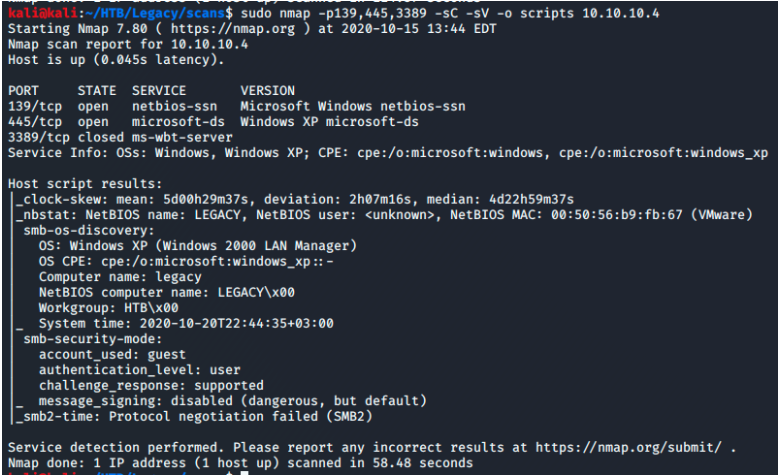 kali@kali:~/HTB/Legacy/scans$ sudo nmap -p139,445,3389 -sC -sV -o scripts 10.10.10.4
Starting Nmap 7.80 ( https://nmap.org ) at 2020-10-15 13:44 EDT
Nmap scan report for 10.10.10.4
Host is up (0.045s latency).
PORT     STATE  SERVICE       VERSION
139/tcp  open   netbios-ssn   Microsoft Windows netbios-ssn
445/tcp  open   microsoft-ds  Windows XP microsoft-ds
3389/tcp closed ms-wbt-server
Service Info: OSs: Windows, Windows XP; CPE: cpe:/o:microsoft:windows, cpe:/o:microsoft:windows_xp
Host script results:
|_clock-skew: mean: 5d00h29m37s, deviation: 2h07m16s, median: 4d22h59m37s
|_nbstat: NetBIOS name: LEGACY, NetBIOS user: <unknown>, NetBIOS MAC: 00:50:56:b9:fb:67 (VMware)
| smb-os-discovery:
|   OS: Windows XP (Windows 2000 LAN Manager)
|   OS CPE: cpe:/o:microsoft:windows_xp::-
|   Computer name: legacy
|   NetBIOS computer name: LEGACY\x00
|   Workgroup: HTB\x00
|_  System time: 2020-10-20T22:44:35+03:00
| smb-security-mode:
|   account_used: guest
|   authentication_level: user
|   challenge_response: supported
|_  message_signing: disabled (dangerous, but default)
|_smb2-time: Protocol negotiation failed (SMB2)
Service detection performed. Please report any incorrect results at https://nmap.org/submit/ .
Nmap done: 1 IP address (1 host up) scanned in 58.48 seconds